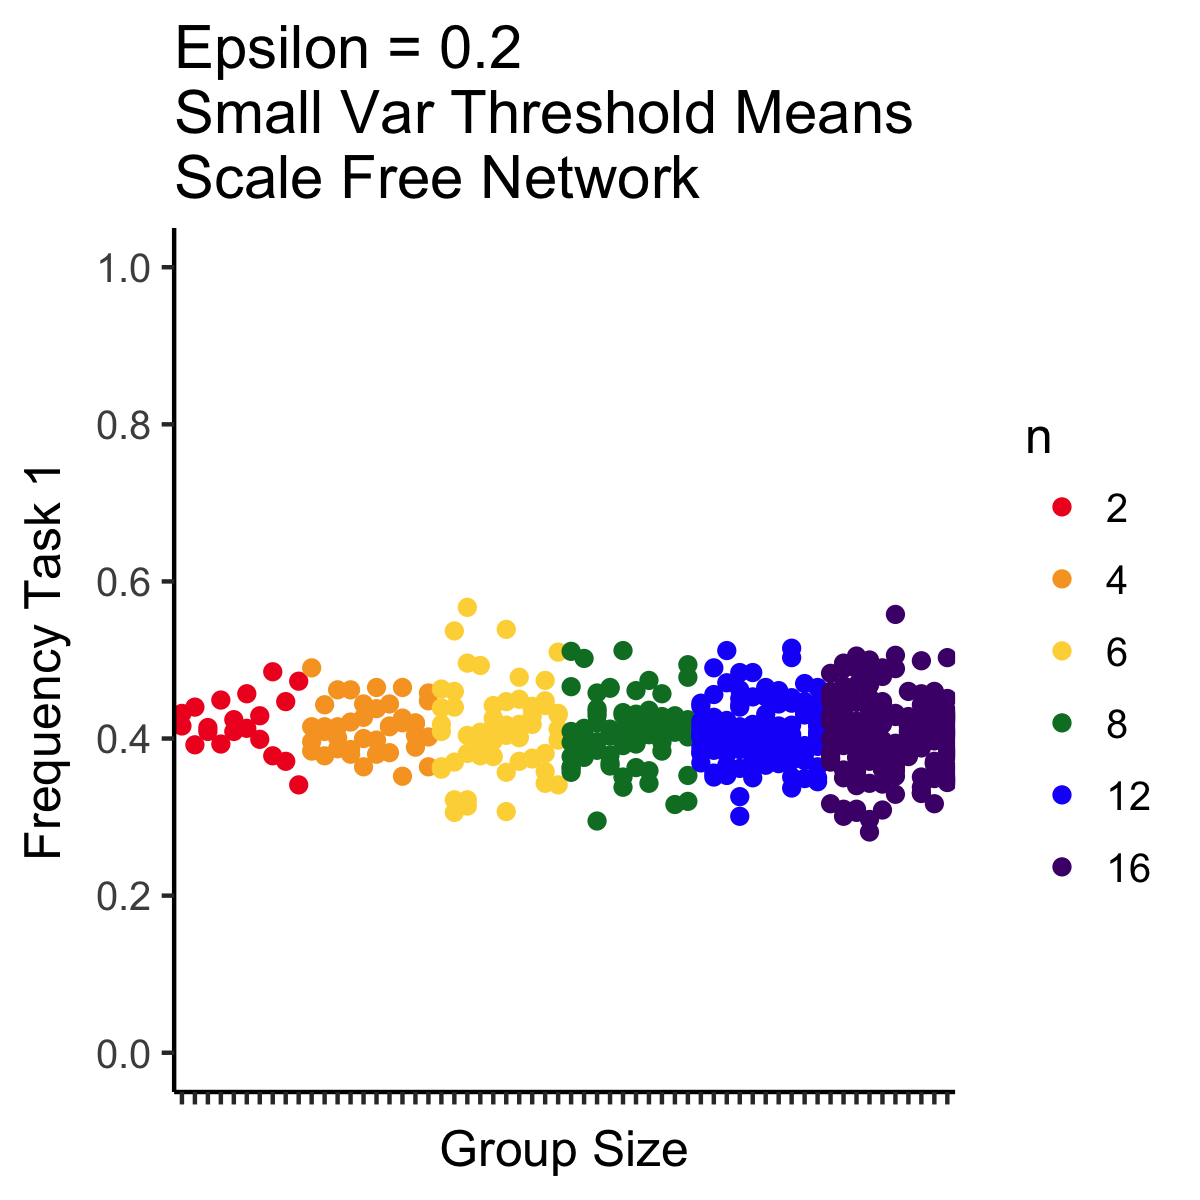 Epsilon = 0.2
Small Var Threshold Means
Scale Free Network
1.0
0.8
0.6
0.4
0.2
0.0
Frequency Task 1
Group Size
n
2
4
6
8
12
16